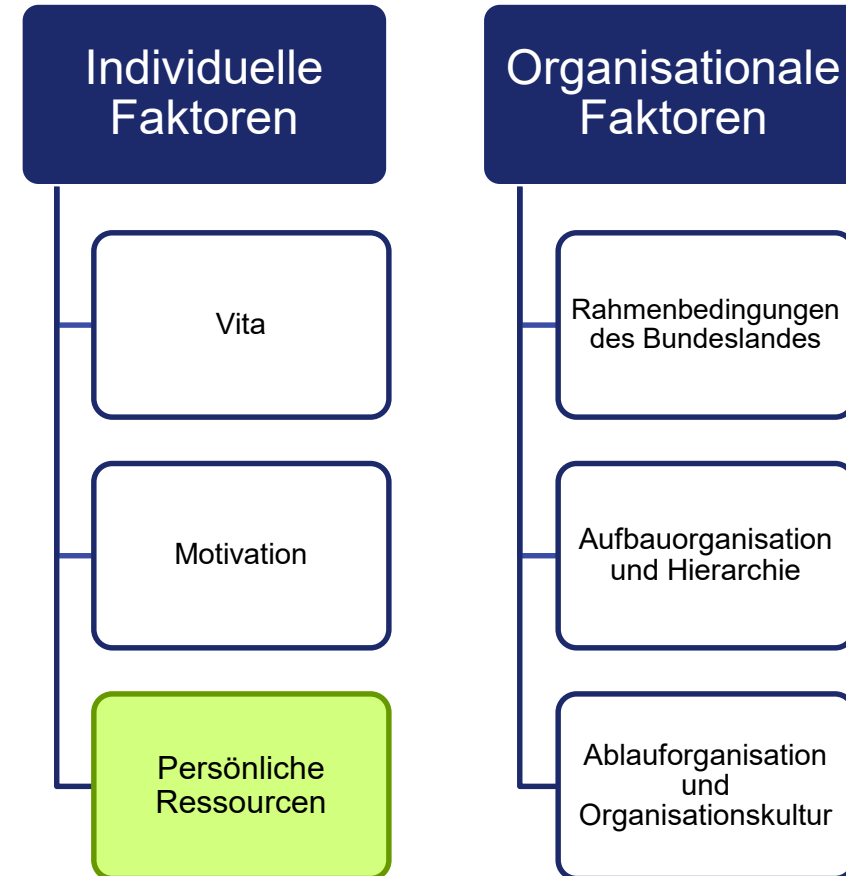 Individuelle
Faktoren
Vita
Motivation
Persönliche
Ressourcen
Organisationale
Faktoren
Rahmenbedingungen
des Bundeslandes
Aufbauorganisation
und Hierarchie
Ablauforganisation
und
Organisationskultur